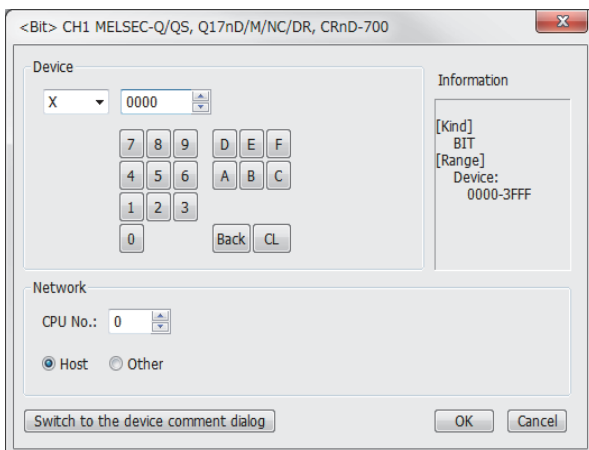 <Bit> CH1 MELSEC-Q/QS, Q17nD/M/NC/DR, CRnD-700
Device
X 0000
7 8 9 D E F
4 5 6 A B C
1 2 3
0 Back CL
Information
[Kind]
BIT
[Range]
Device:
0000-3FFF
Network
CPU No.: 0
Host Other
Switch to the device comment dialog OK Cancel